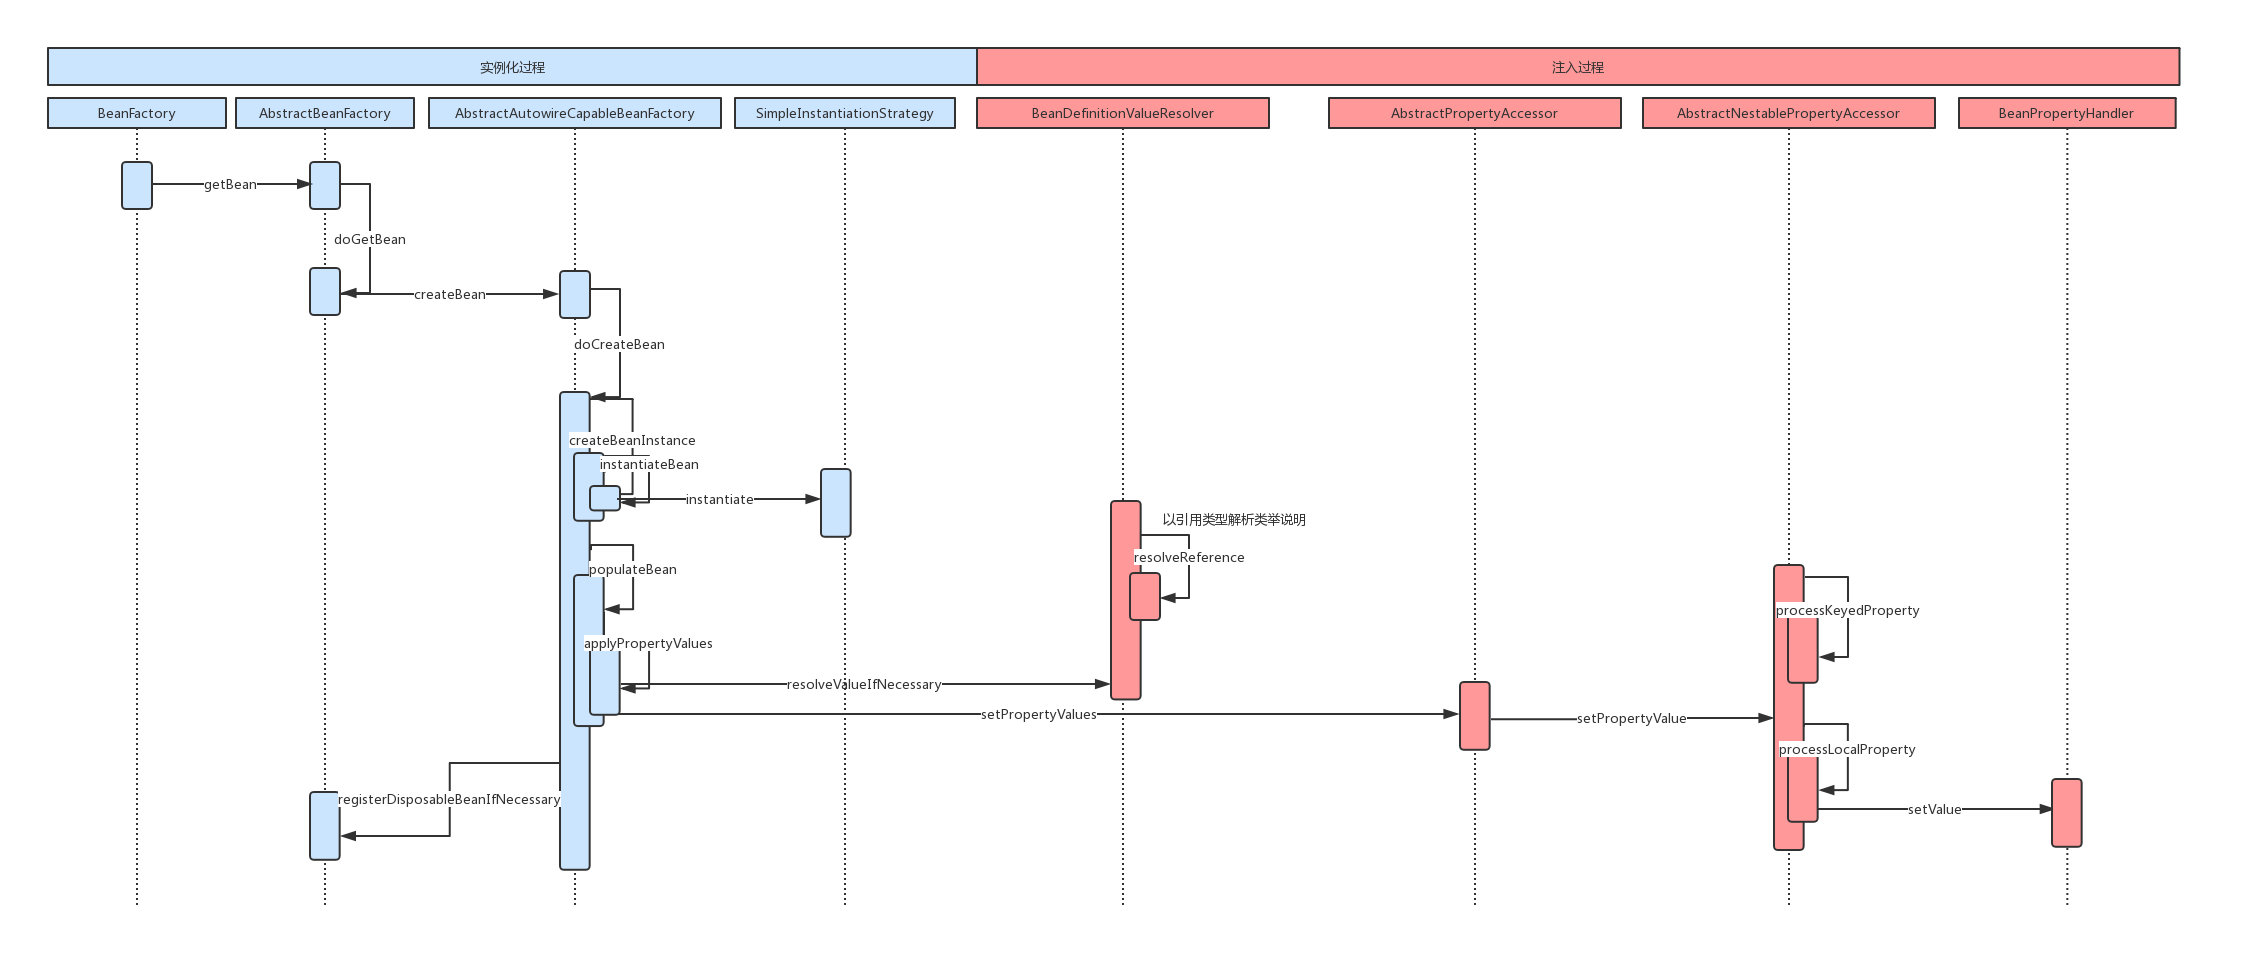 实例化过程
注入过程
BeanFactory
AbstractBeanFactory
AbstractAutowireCapableBeanFactory
SimpleInstantiationStrategy
BeanDefinitionValueResolver
AbstractPropertyAccessor
AbstractNestablePropertyAccessor
BeanPropertyHandler
getBean
doGetBean
createBean
doCreateBean
createBeanInstance
instantiateBean
instantiate
以引用类型解析类举说明
resolveReference
populateBean
processKeyedProperty
applyPropertyValues
resolveValueIfNecessary
setPropertyValues
setPropertyValue
processLocalProperty
registerDisposableBeanIfNecessary
setValue